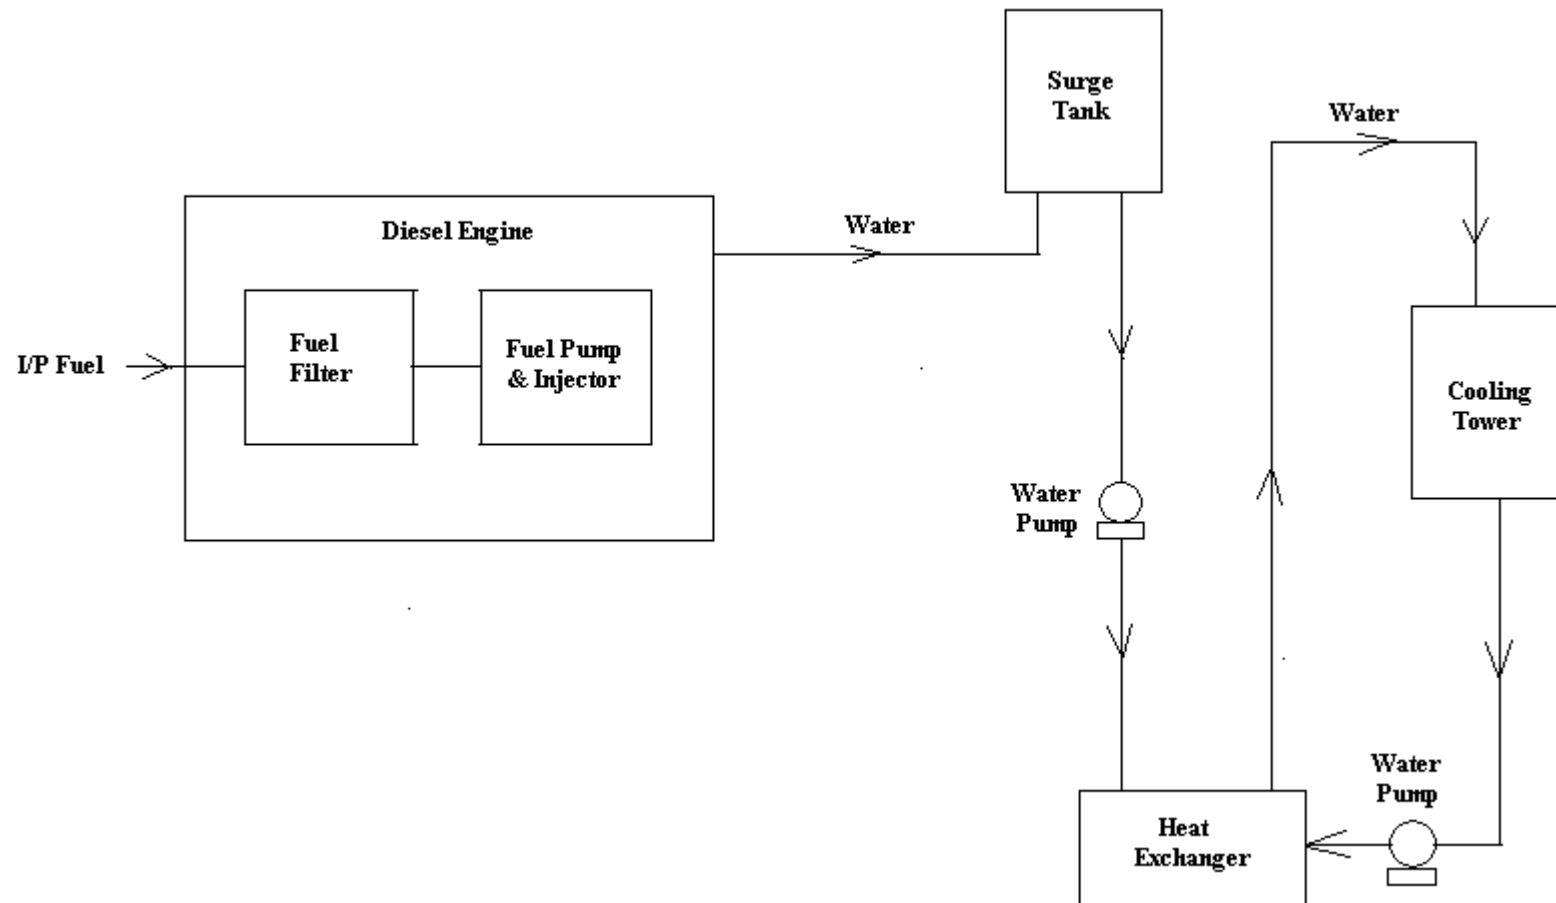 Surge
Tank
Water
Diesel Engine
Water
I/P Fuel
Fuel
Filter
Fuel Pump
& Injector
Cooling
Tower
Water
Pump
Water
Pump
Heat
Exchanger